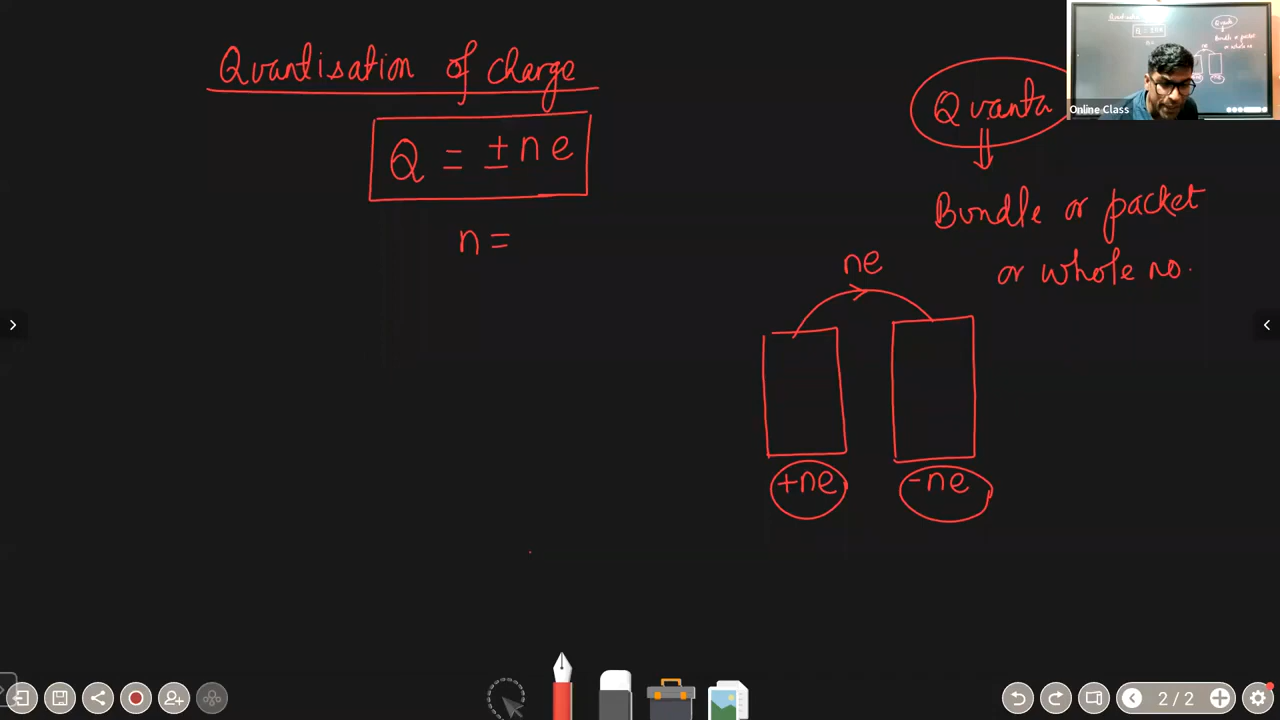 Quantisation of charge
Q = ± ne
n =
Quanta
Bundle or packet
or whole no.
ne
+ne
-ne
Online Class
2/2